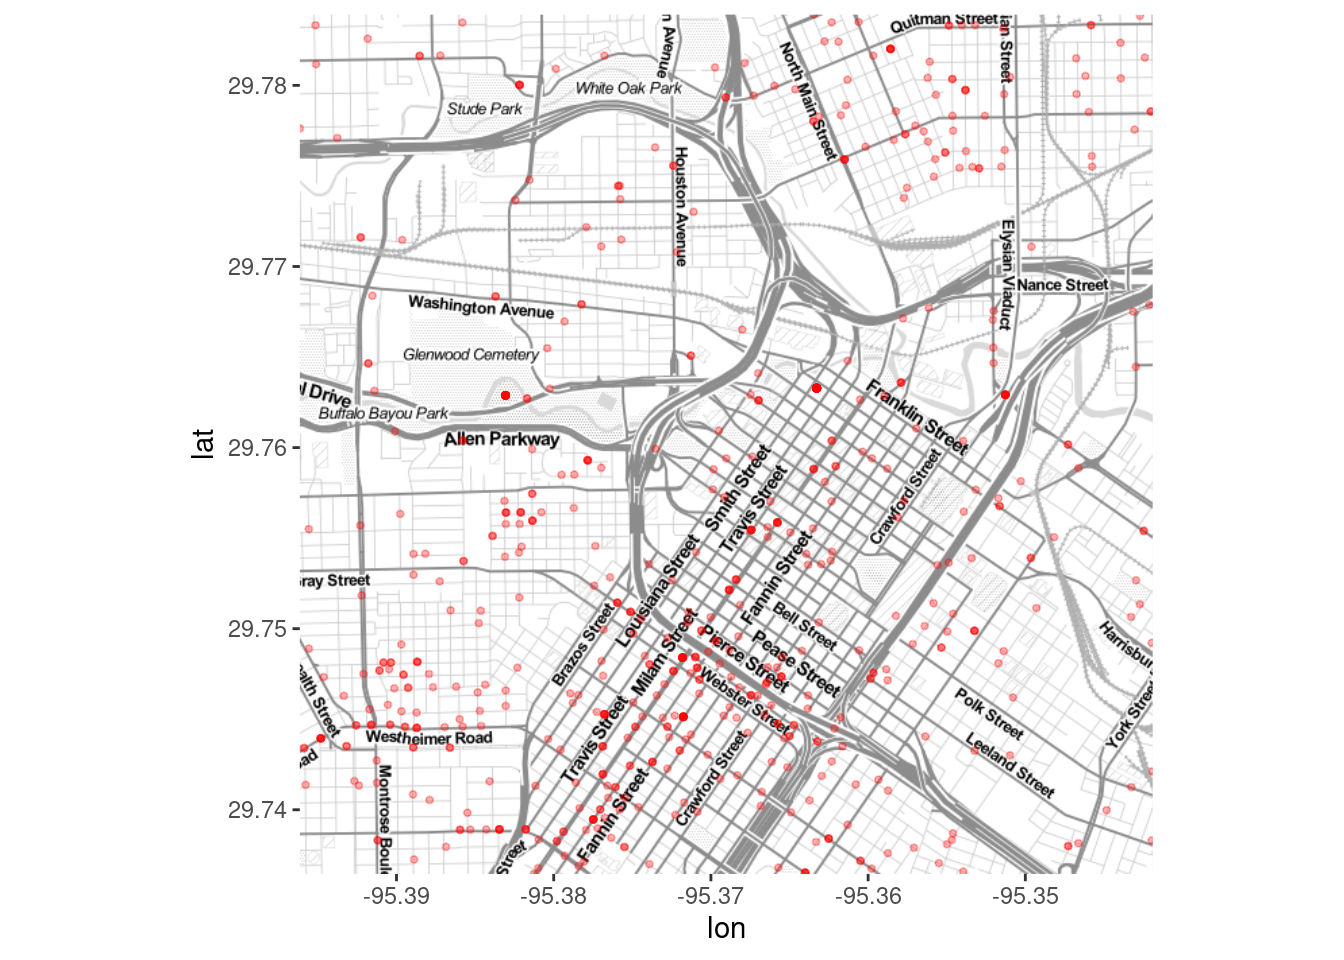 Quitman Street
n Avenue
ian Street
North Main Street
29.78
White Oak Park
Stude Park
Houston Avenue
Elysian Viaduct
29.77
Nance Street
Washington Avenue
Glenwood Cemetery
l Drive
Franklin Street
Buffalo Bayou Park
Allen Parkway
29.76
lat
Smith Street
Travis Street
Crawford Street
Louisiana Street
Fannin Street
ray Street
29.75
Brazos Street
Bell Street
Milam Street
Pierce Street
Pease Street
Harrisbur
ealth Street
Webster Street
Polk Street
York Street
Travis Street
Westheimer Road
oad
Leeland Street
Crawford Street
Montrose Boule
Fannin Street
29.74
Street
-95.39
-95.38
-95.37
-95.36
-95.35
lon